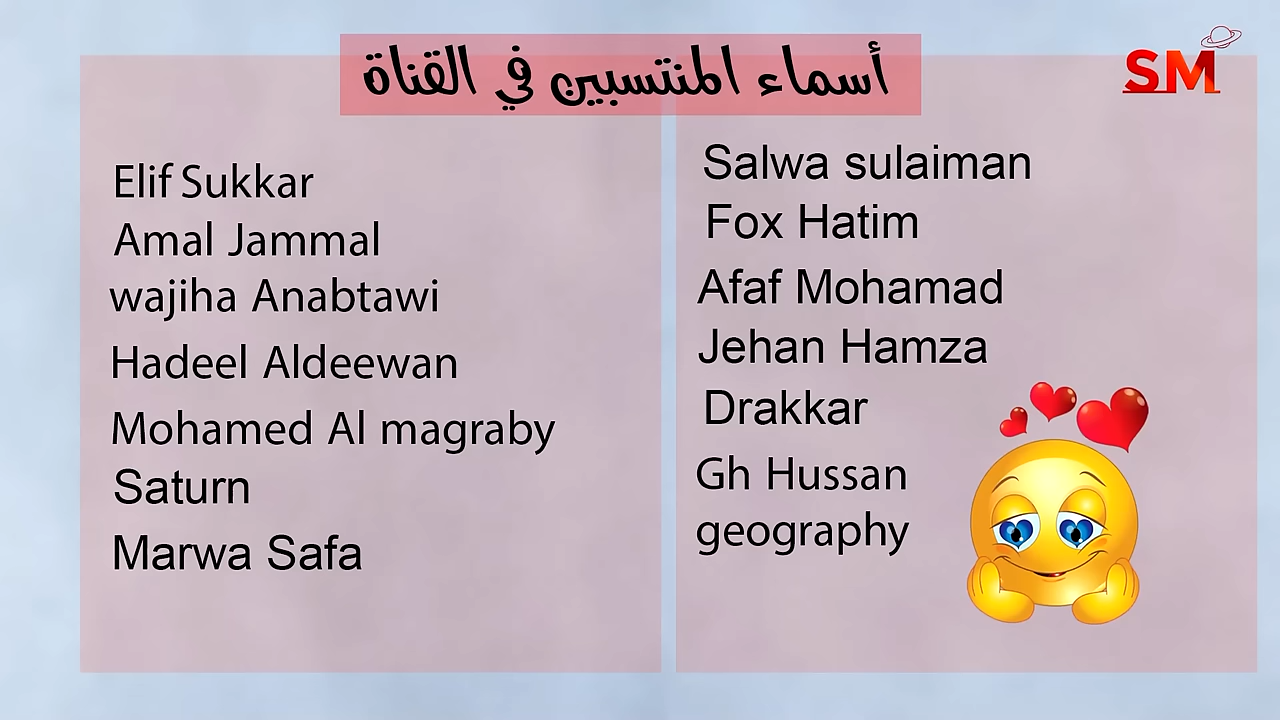 أسماء المنتسبين في القناة
SM
Elif Sukkar
Amal Jammal
wajiha Anabtawi
Hadeel Aldeewan
Mohamed Al magraby
Saturn
Marwa Safa
Salwa sulaiman
Fox Hatim
Afaf Mohamad
Jehan Hamza
Drakkar
Gh Hussan
geography